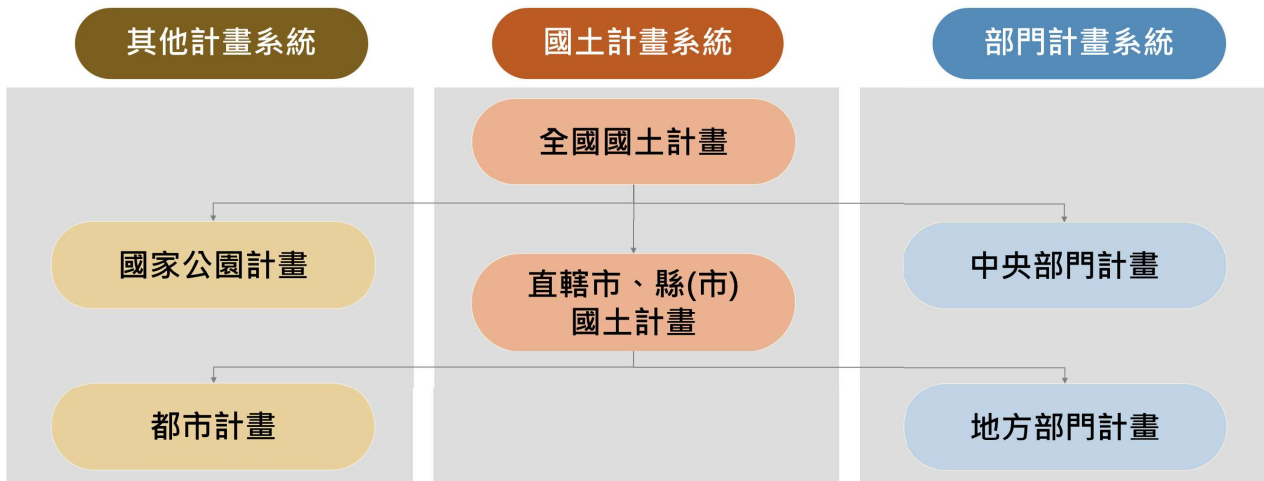 其他計畫系統
國土計畫系統
部門計畫系統
全國國土計畫
國家公園計畫
直轄市、縣(市)
國土計畫
中央部門計畫
都市計畫
地方部門計畫